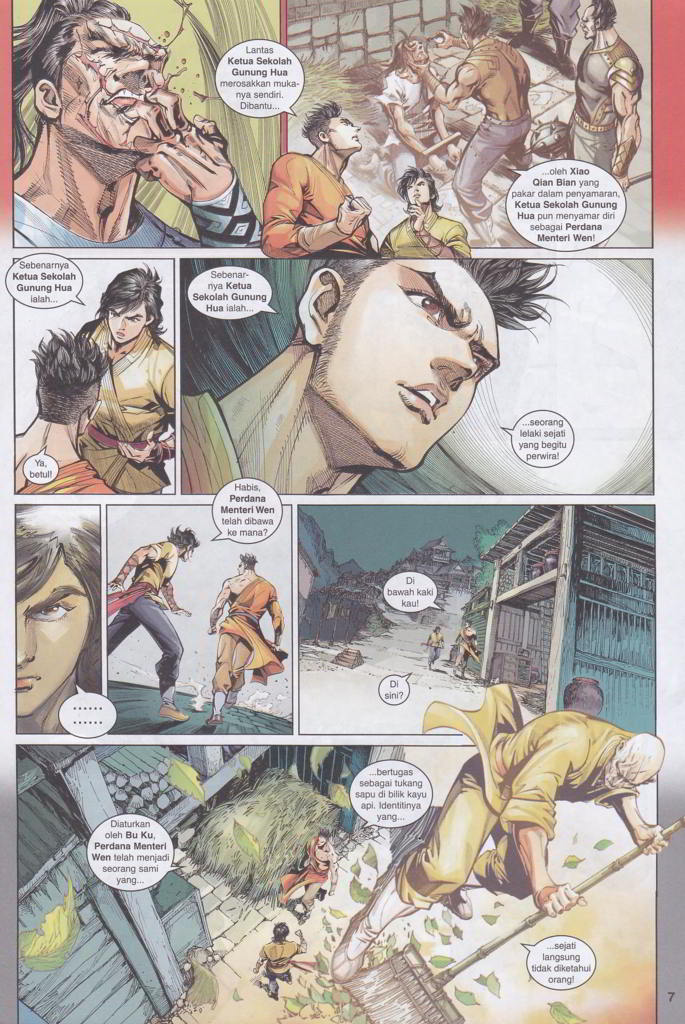 Lantas
Ketua Sekolah
Gunung Hua
merosakkan muka-
nya sendiri.
Dibantu...
...oleh Xiao
Qian Bian yang
pakar dalam penyamaran,
Ketua Sekolah Gunung
Hua pun menyamar diri
sebagai Perdana
Menteri Wen!
Sebenarnya
Ketua Sekolah
Gunung Hua
ialah...
Ya,
betul!
Sebenar-
nya Ketua
Sekolah Gunung
Hua ialah...
...seorang
lelaki sejati
yang begitu
perwira!
......
......
Habis,
Perdana
Menteri Wen
telah dibawa
ke mana?
Di
bawah kaki
kau!
Di
sini?
Diaturkan
oleh Bu Ku,
Perdana Menteri
Wen telah menjadi
seorang sami
yang...
...bertugas
sebagai tukang
sapu di bilik kayu
api. Identitinya
yang...
...sejati
langsung
tidak diketahui
orang!
7